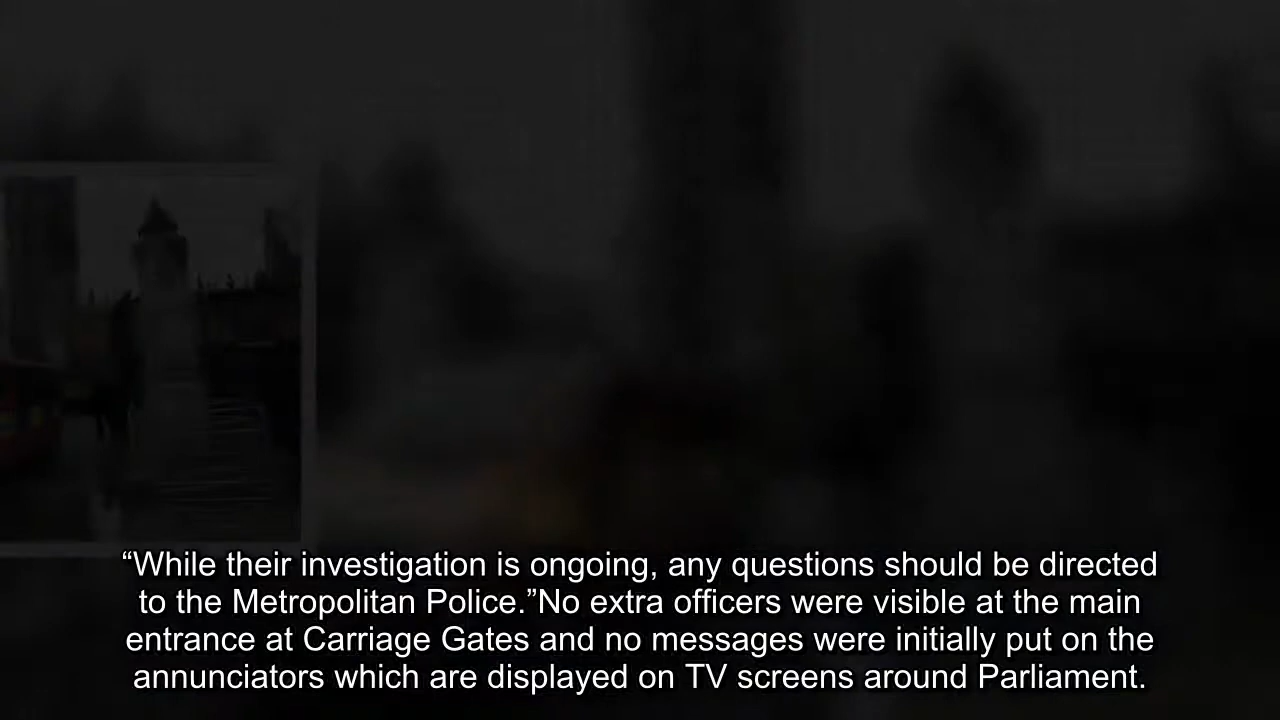 “While their investigation is ongoing, any questions should be directed
to the Metropolitan Police.”No extra officers were visible at the main
entrance at Carriage Gates and no messages were initially put on the
annunciators which are displayed on TV screens around Parliament.